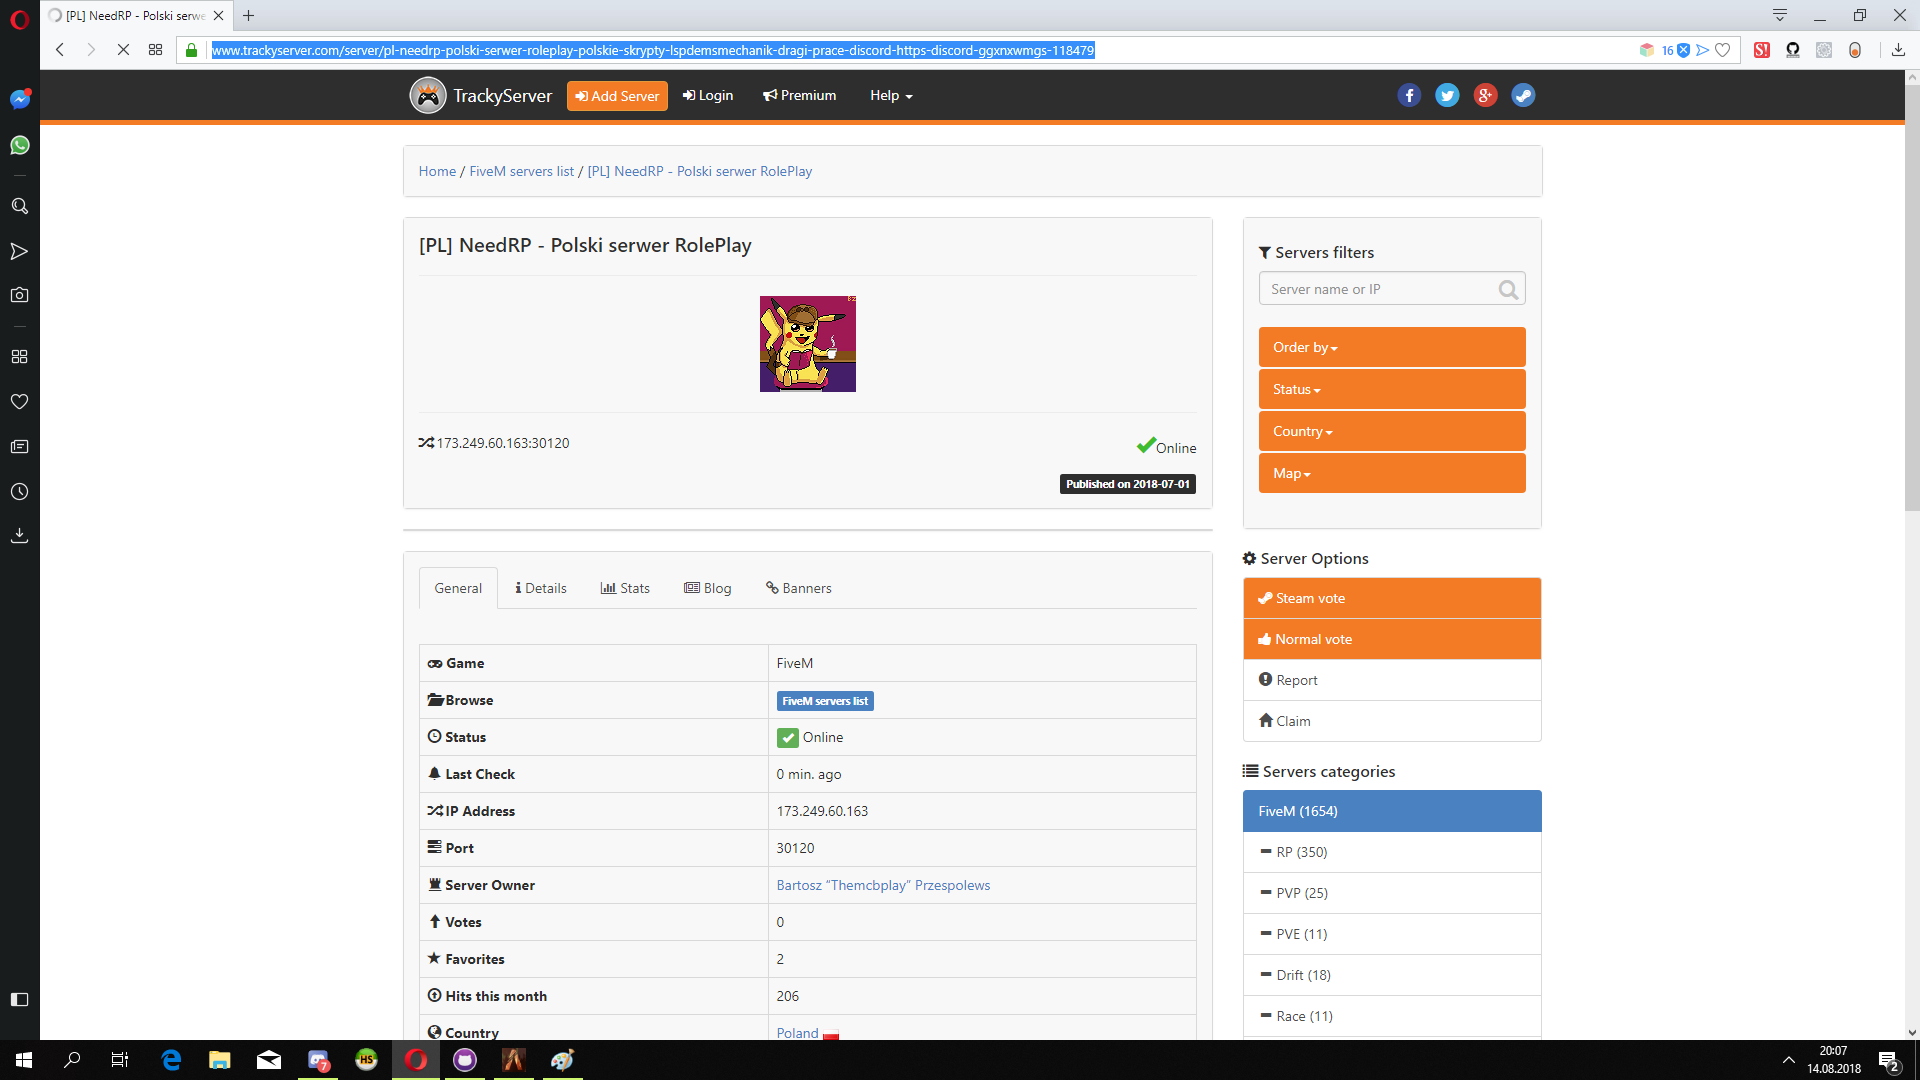 [PL] NeedRP - Polski serwe
www.trackyserver.com/server/pl-needrp-polski-serwer-roleplay-polskie-skrypty-lspdemsmechanik-dragi-prace-discord-https-discord-ggxnxwmgs-118479
16
TrackyServer
Add Server
Login
Premium
Help
Home / FiveM servers list / [PL] NeedRP - Polski serwer RolePlay
[PL] NeedRP - Polski serwer RolePlay
173.249.60.163:30120
Online
Published on 2018-07-01
General
Details
Stats
Blog
Banners
Game FiveM
Browse FiveM servers list
Status Online
Last Check 0 min. ago
IP Address 173.249.60.163
Port 30120
Server Owner Bartosz “Themcbplay” Przespolews
Votes 0
Favorites 2
Hits this month 206
Country Poland
Servers filters
Server name or IP
Order by
Status
Country
Map
Server Options
Steam vote
Normal vote
Report
Claim
Servers categories
FiveM (1654)
RP (350)
PVP (25)
PVE (11)
Drift (18)
Race (11)
7
HS
20:07
14.08.2018
2